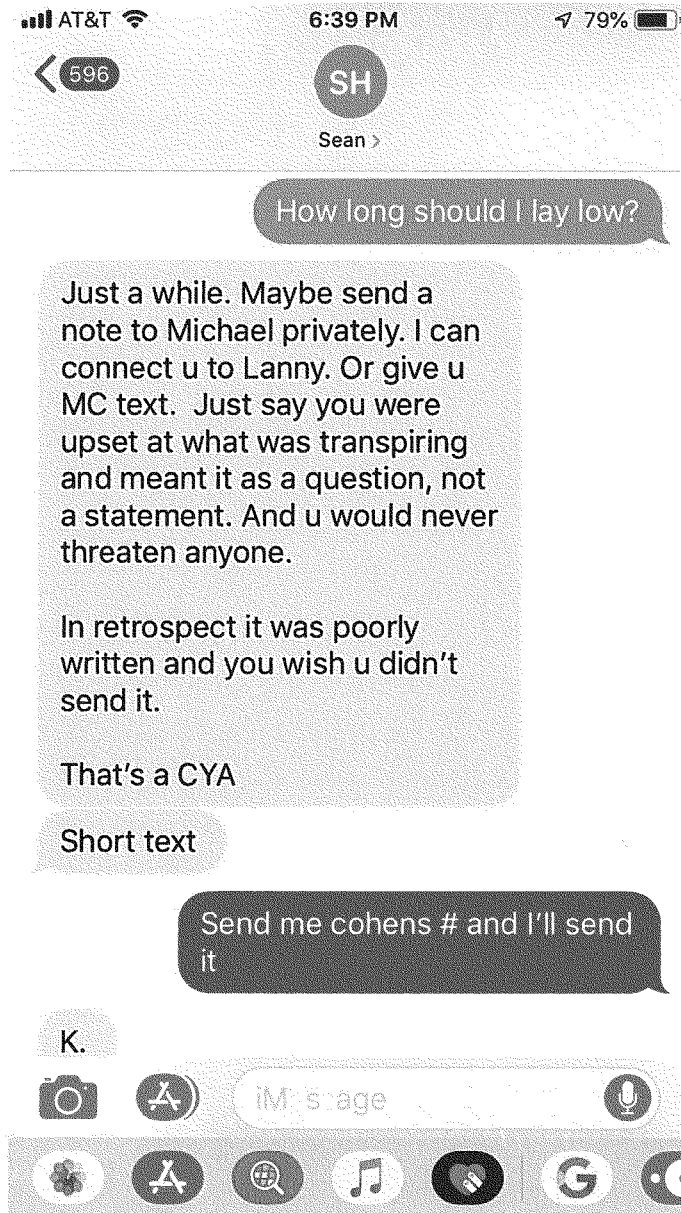 AT&T 6:39 PM 79%
596
SH
Sean >
How long should I lay low?
Just a while. Maybe send a
note to Michael privately. I can
connect u to Lanny. Or give u
MC text.  Just say you were
upset at what was transpiring
and meant it as a question, not
a statement. And u would never
threaten anyone.
In retrospect it was poorly
written and you wish u didn't
send it.
That's a CYA
Short text
Send me cohens # and I'll send
it
K.